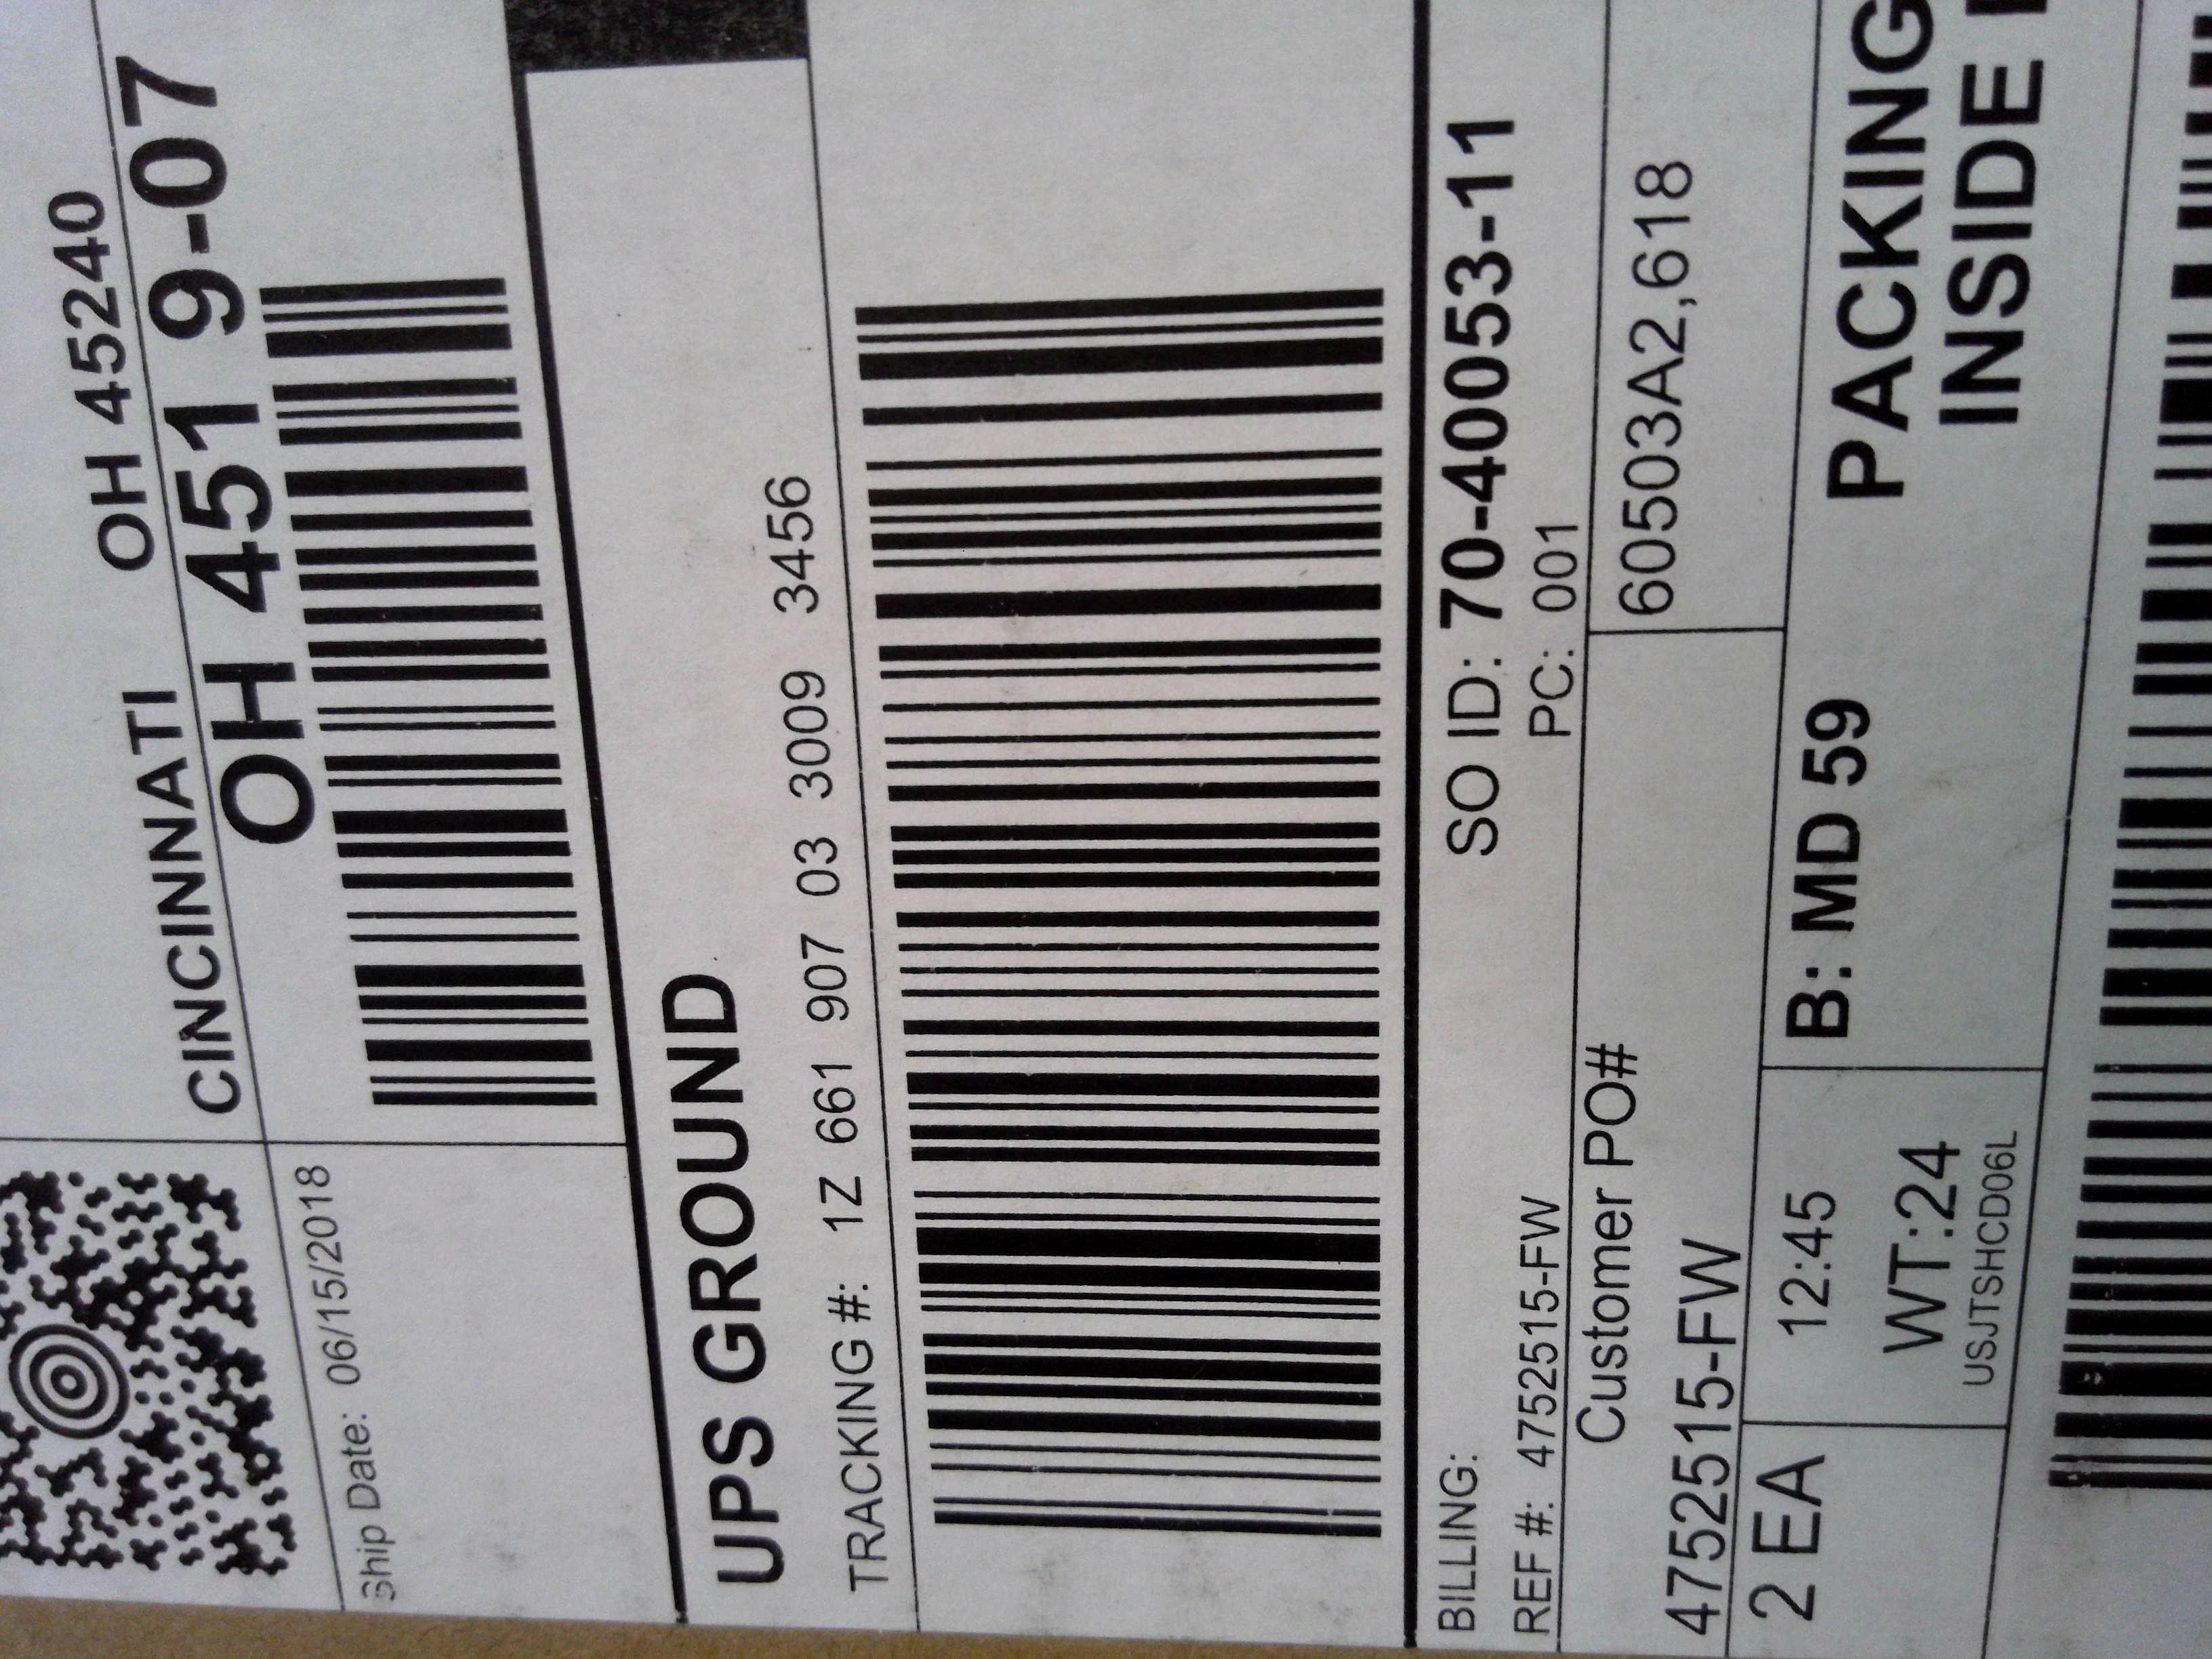 CINCINNATI OH 45240
OH 451 9-07
Ship Date: 06/15/2018
UPS GROUND
TRACKING #: 1Z 661 907 03 3009 3456
BILLING:
SO ID: 70-40053-11
REF #: 4752515-FW
PC: 001
Customer PO#
4752515-FW
60503A2,618
2 EA
12:45
B: MD 59
PACKING
WT:24
INSIDE
USJTSHCD06L